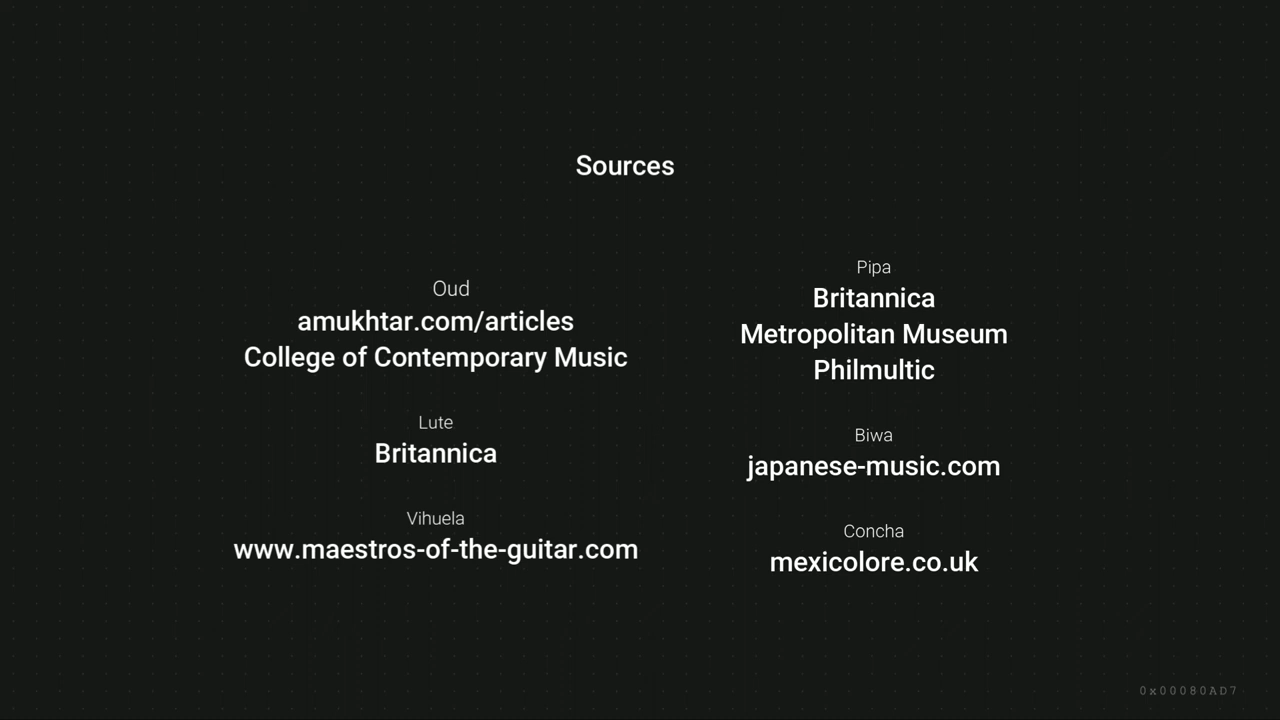 Sources
Oud
amukhtar.com/articles
College of Contemporary Music
Lute
Britannica
Vihuela
www.maestros-of-the-guitar.com
Pipa
Britannica
Metropolitan Museum
Philmultic
Biwa
japanese-music.com
Concha
mexicolore.co.uk
0x00080AD7